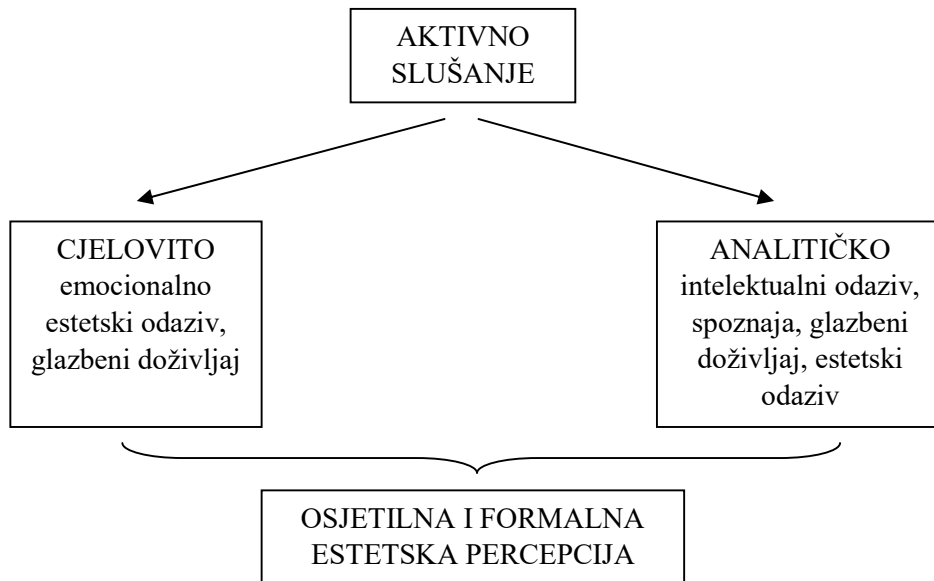 AKTIVNO
SLUŠANJE
CJELOVITO
emocionalno
estetski odaziv,
glazbeni doživljaj
ANALITIČKO
intelektualni odaziv,
spoznaja, glazbeni
doživljaj, estetski
odaziv
OSJETILNA I FORMALNA
ESTETSKA PERCEPCIJA